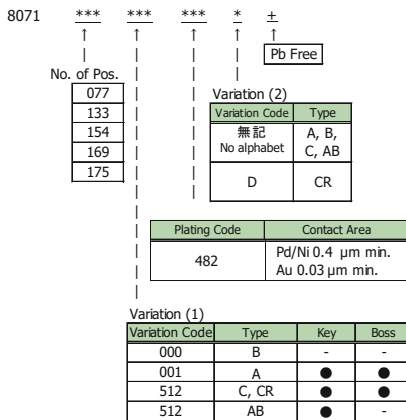 8071 *** *** *** * +
Pb Free
No. of Pos.
077
133
154
169
175
Variation (2)
Variation Code Type
無記 No alphabet A, B, C, AB
D CR
Plating Code Contact Area
482 Pd/Ni 0.4 μm min.
Au 0.03 μm min.
Variation (1)
Variation Code Type Key Boss
000 B - -
001 A ● ●
512 C, CR ● ●
512 AB ● -